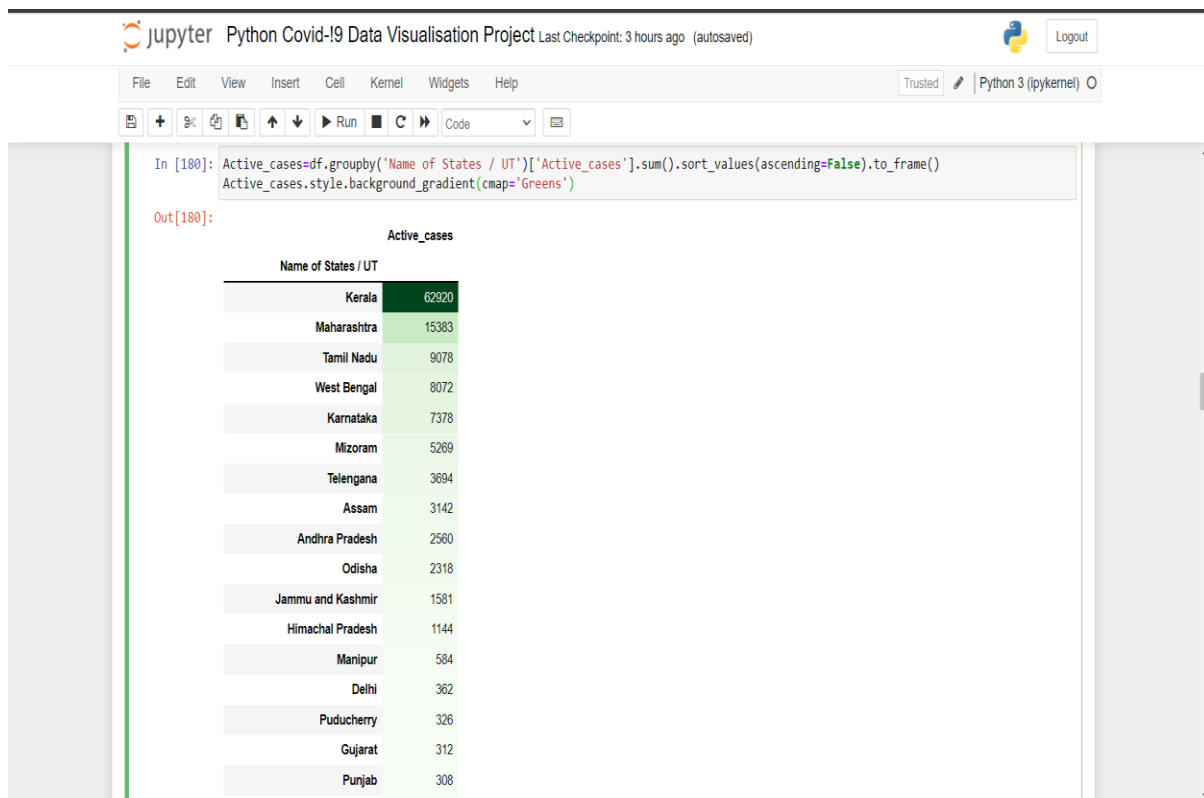 jupyter Python Covid-!9 Data Visualisation Project Last Checkpoint: 3 hours ago (autosaved) Logout
File Edit View Insert Cell Kernel Widgets Help Trusted Python 3 (ipykernel)
Run Code
In [180]: Active_cases=df.groupby('Name of States / UT')['Active_cases'].sum().sort_values(ascending=False).to_frame()
Active_cases.style.background_gradient(cmap='Greens')
Out[180]:
Active_cases
Name of States / UT
Kerala 62920
Maharashtra 15383
Tamil Nadu 9078
West Bengal 8072
Karnataka 7378
Mizoram 5269
Telengana 3694
Assam 3142
Andhra Pradesh 2560
Odisha 2318
Jammu and Kashmir 1581
Himachal Pradesh 1144
Manipur 584
Delhi 362
Puducherry 326
Gujarat 312
Punjab 308